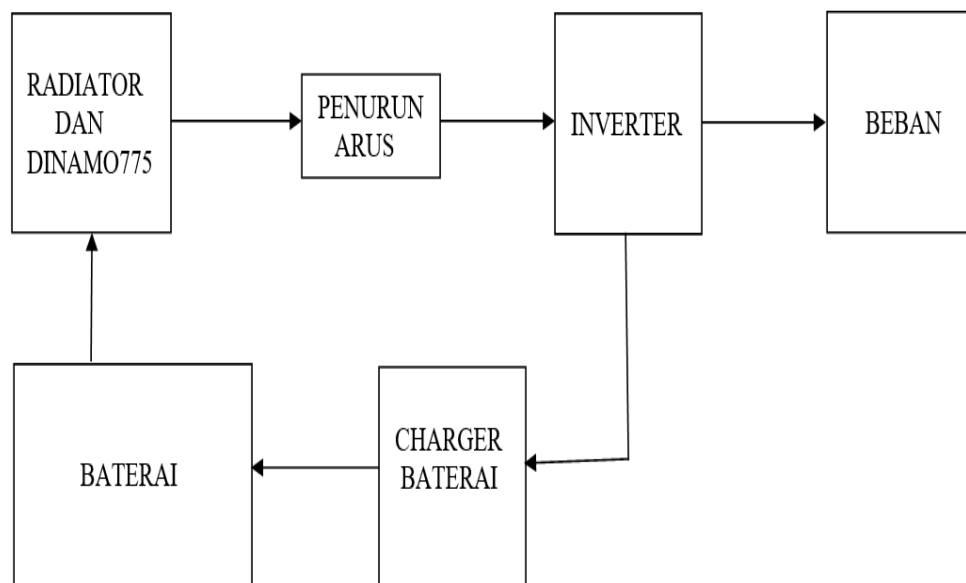 RADIATOR
DAN
DINAMO775
PENURUN
ARUS
INVERTER
BEBAN
BATERAI
CHARGER
BATERAI